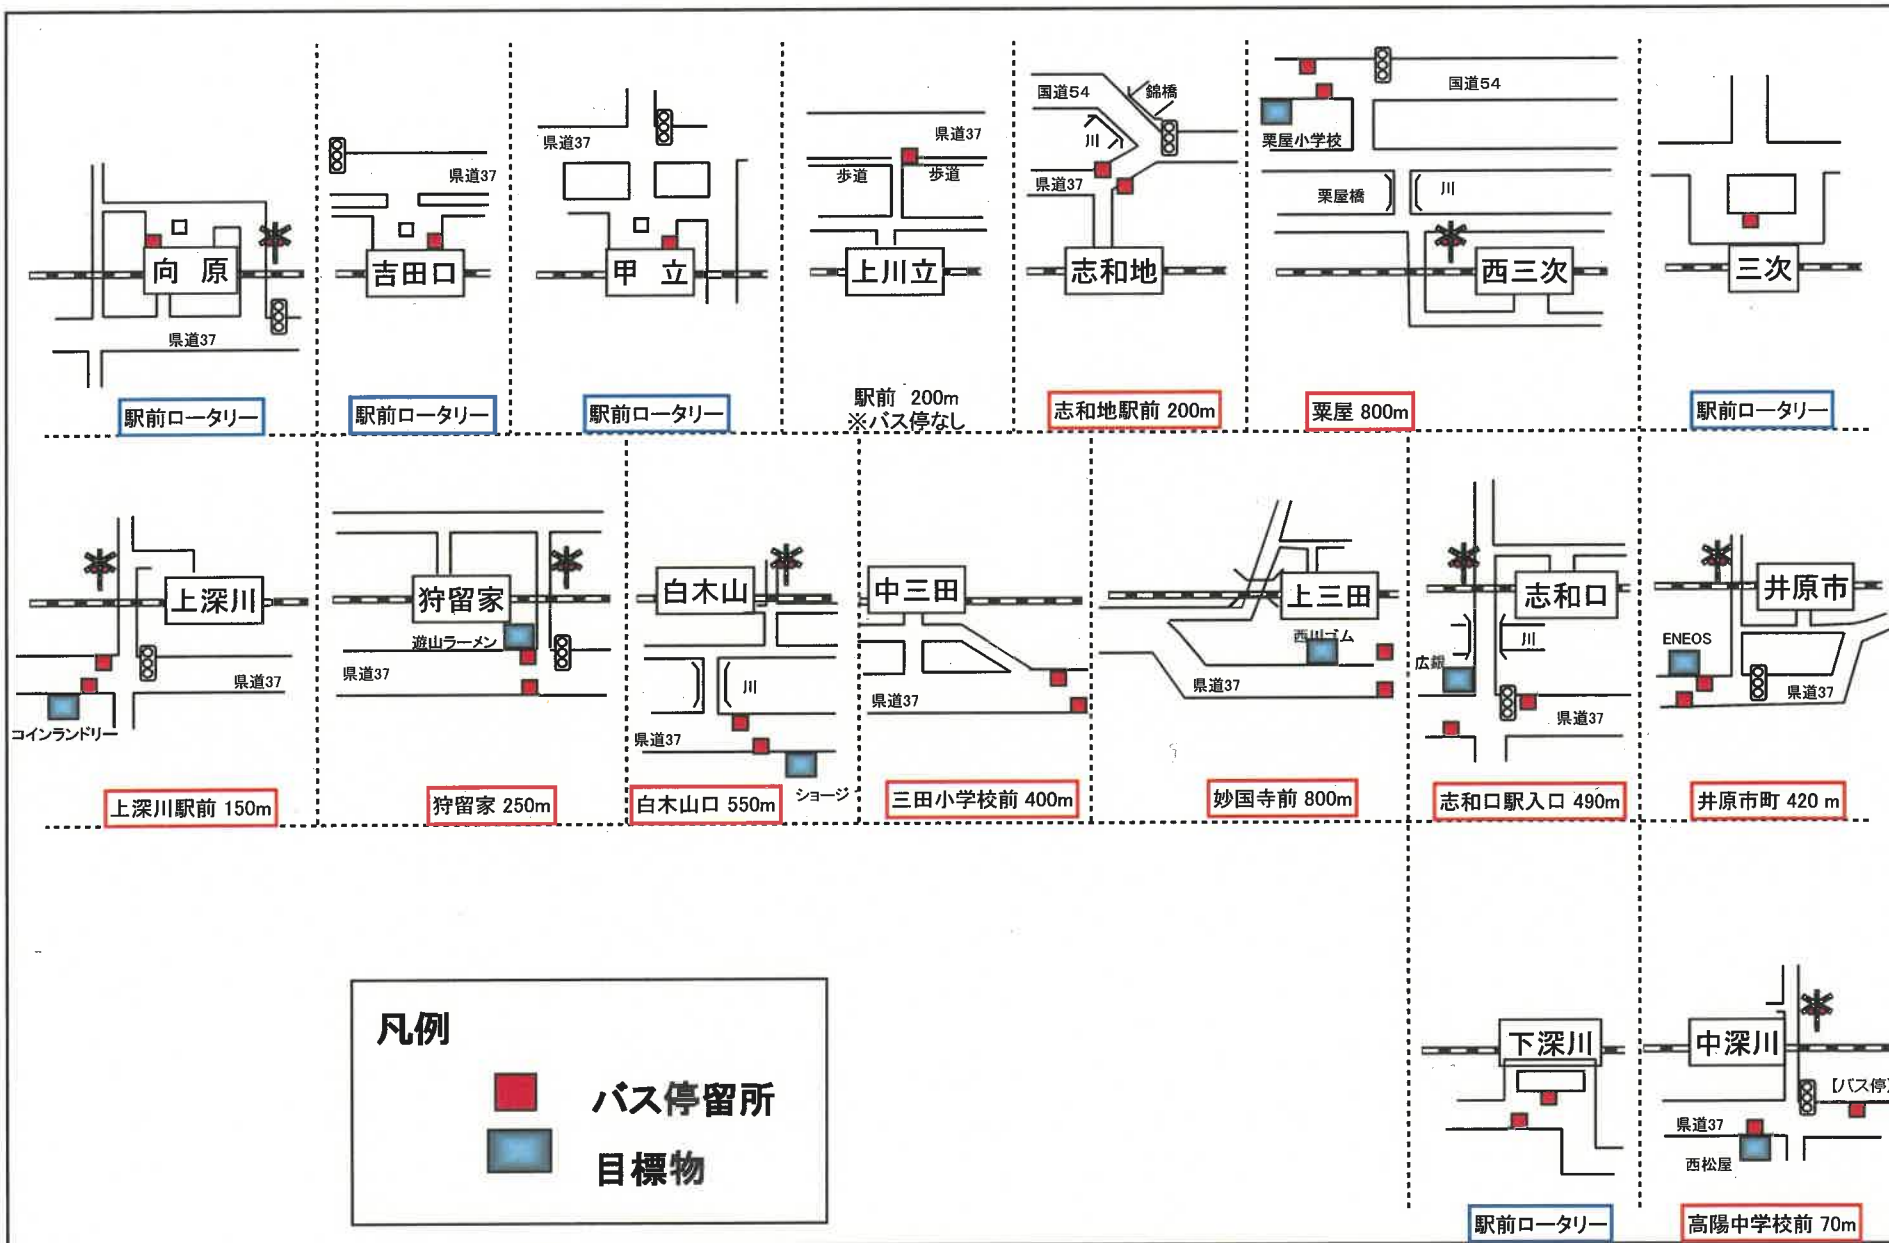 県道37
向 原
県道37
駅前ロータリー
県道37
吉田口
駅前ロータリー
県道37
甲 立
駅前ロータリー
県道37
歩道
歩道
上川立
駅前 200m
※バス停なし
国道54
錦橋
川
県道37
志和地
志和地駅前 200m
国道54
粟屋小学校
粟屋橋
川
西三次
粟屋 800m
三次
駅前ロータリー
上深川
県道37
コインランドリー
上深川駅前 150m
狩留家
遊山ラーメン
県道37
狩留家 250m
白木山
川
県道37
ショージ
白木山口 550m
中三田
県道37
三田小学校前 400m
上三田
西川ゴム
県道37
妙国寺前 800m
志和口
川
広銀
県道37
志和口駅入口 490m
井原市
ENEOS
県道37
井原市町 420 m
凡例
バス停留所
目標物
下深川
駅前ロータリー
中深川
【バス停】
県道37
西松屋
高陽中学校前 70m